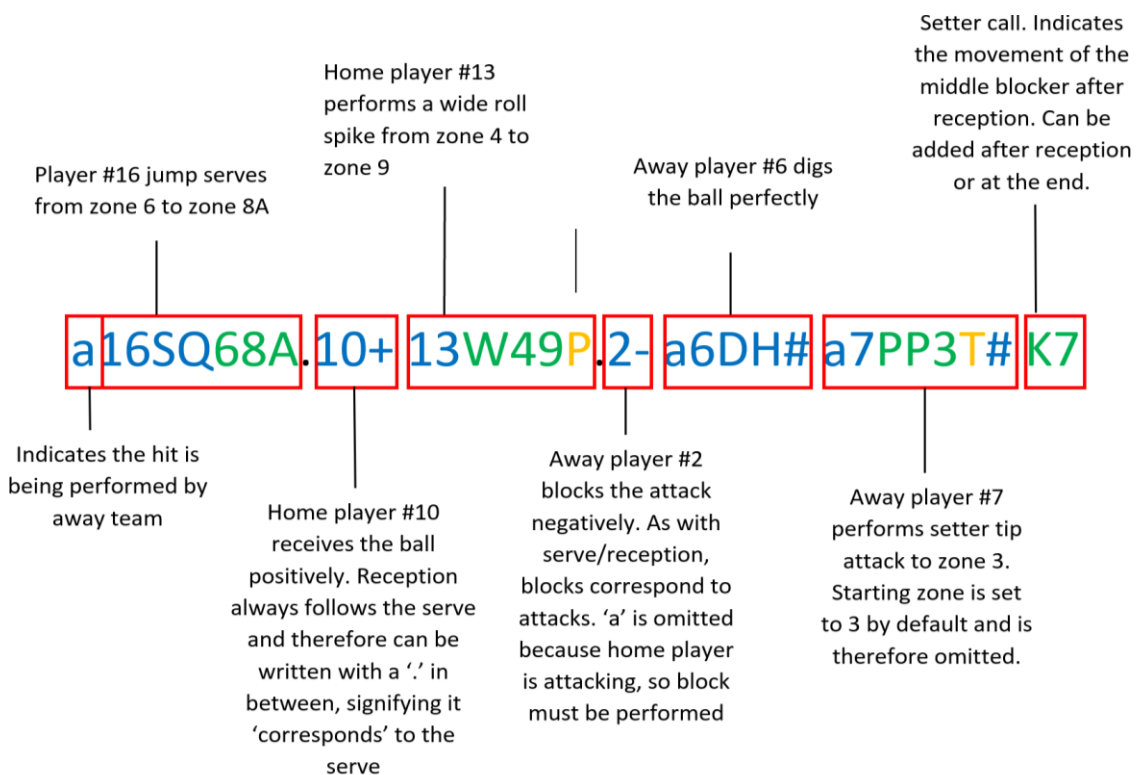 Setter call. Indicates
the movement of the
middle blocker after
reception. Can be
added after reception
or at the end.
Home player #13
performs a wide roll
spike from zone 4 to
zone 9
Player #16 jump serves
from zone 6 to zone 8A
Away player #6 digs
the ball perfectly
a16SQ68A.10+ 13W49P.2- a6DH# a7PP3T# K7
Indicates the hit is
being performed by
away team
Home player #10
receives the ball
positively. Reception
always follows the serve
and therefore can be
written with a ‘.’ in
between, signifying it
‘corresponds’ to the
serve
Away player #2
blocks the attack
negatively. As with
serve/reception,
blocks correspond to
attacks. ‘a’ is omitted
because home player
is attacking, so block
must be performed
Away player #7
performs setter tip
attack to zone 3.
Starting zone is set
to 3 by default and is
therefore omitted.